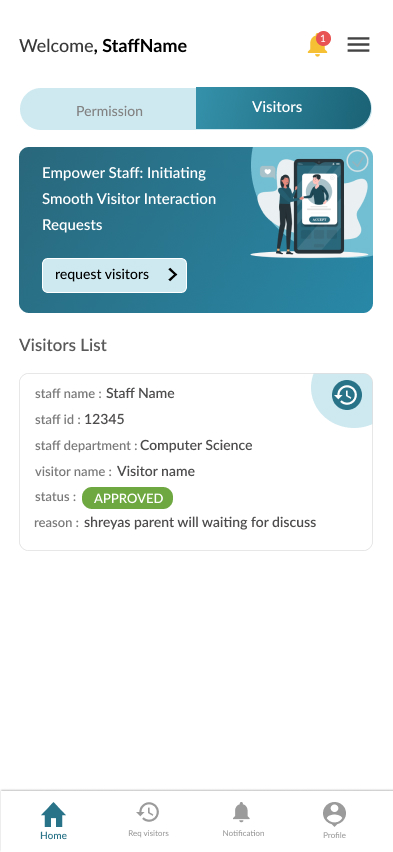 Welcome, StaffName
1
Permission
Visitors
Empower Staff: Initiating
Smooth Visitor Interaction
Requests
ACCEPT
request visitors
Visitors List
staff name : Staff Name
staff id : 12345
staff department : Computer Science
visitor name : Visitor name
status : APPROVED
reason : shreyas parent will waiting for discuss
Home
Req visitors
Notification
Profile